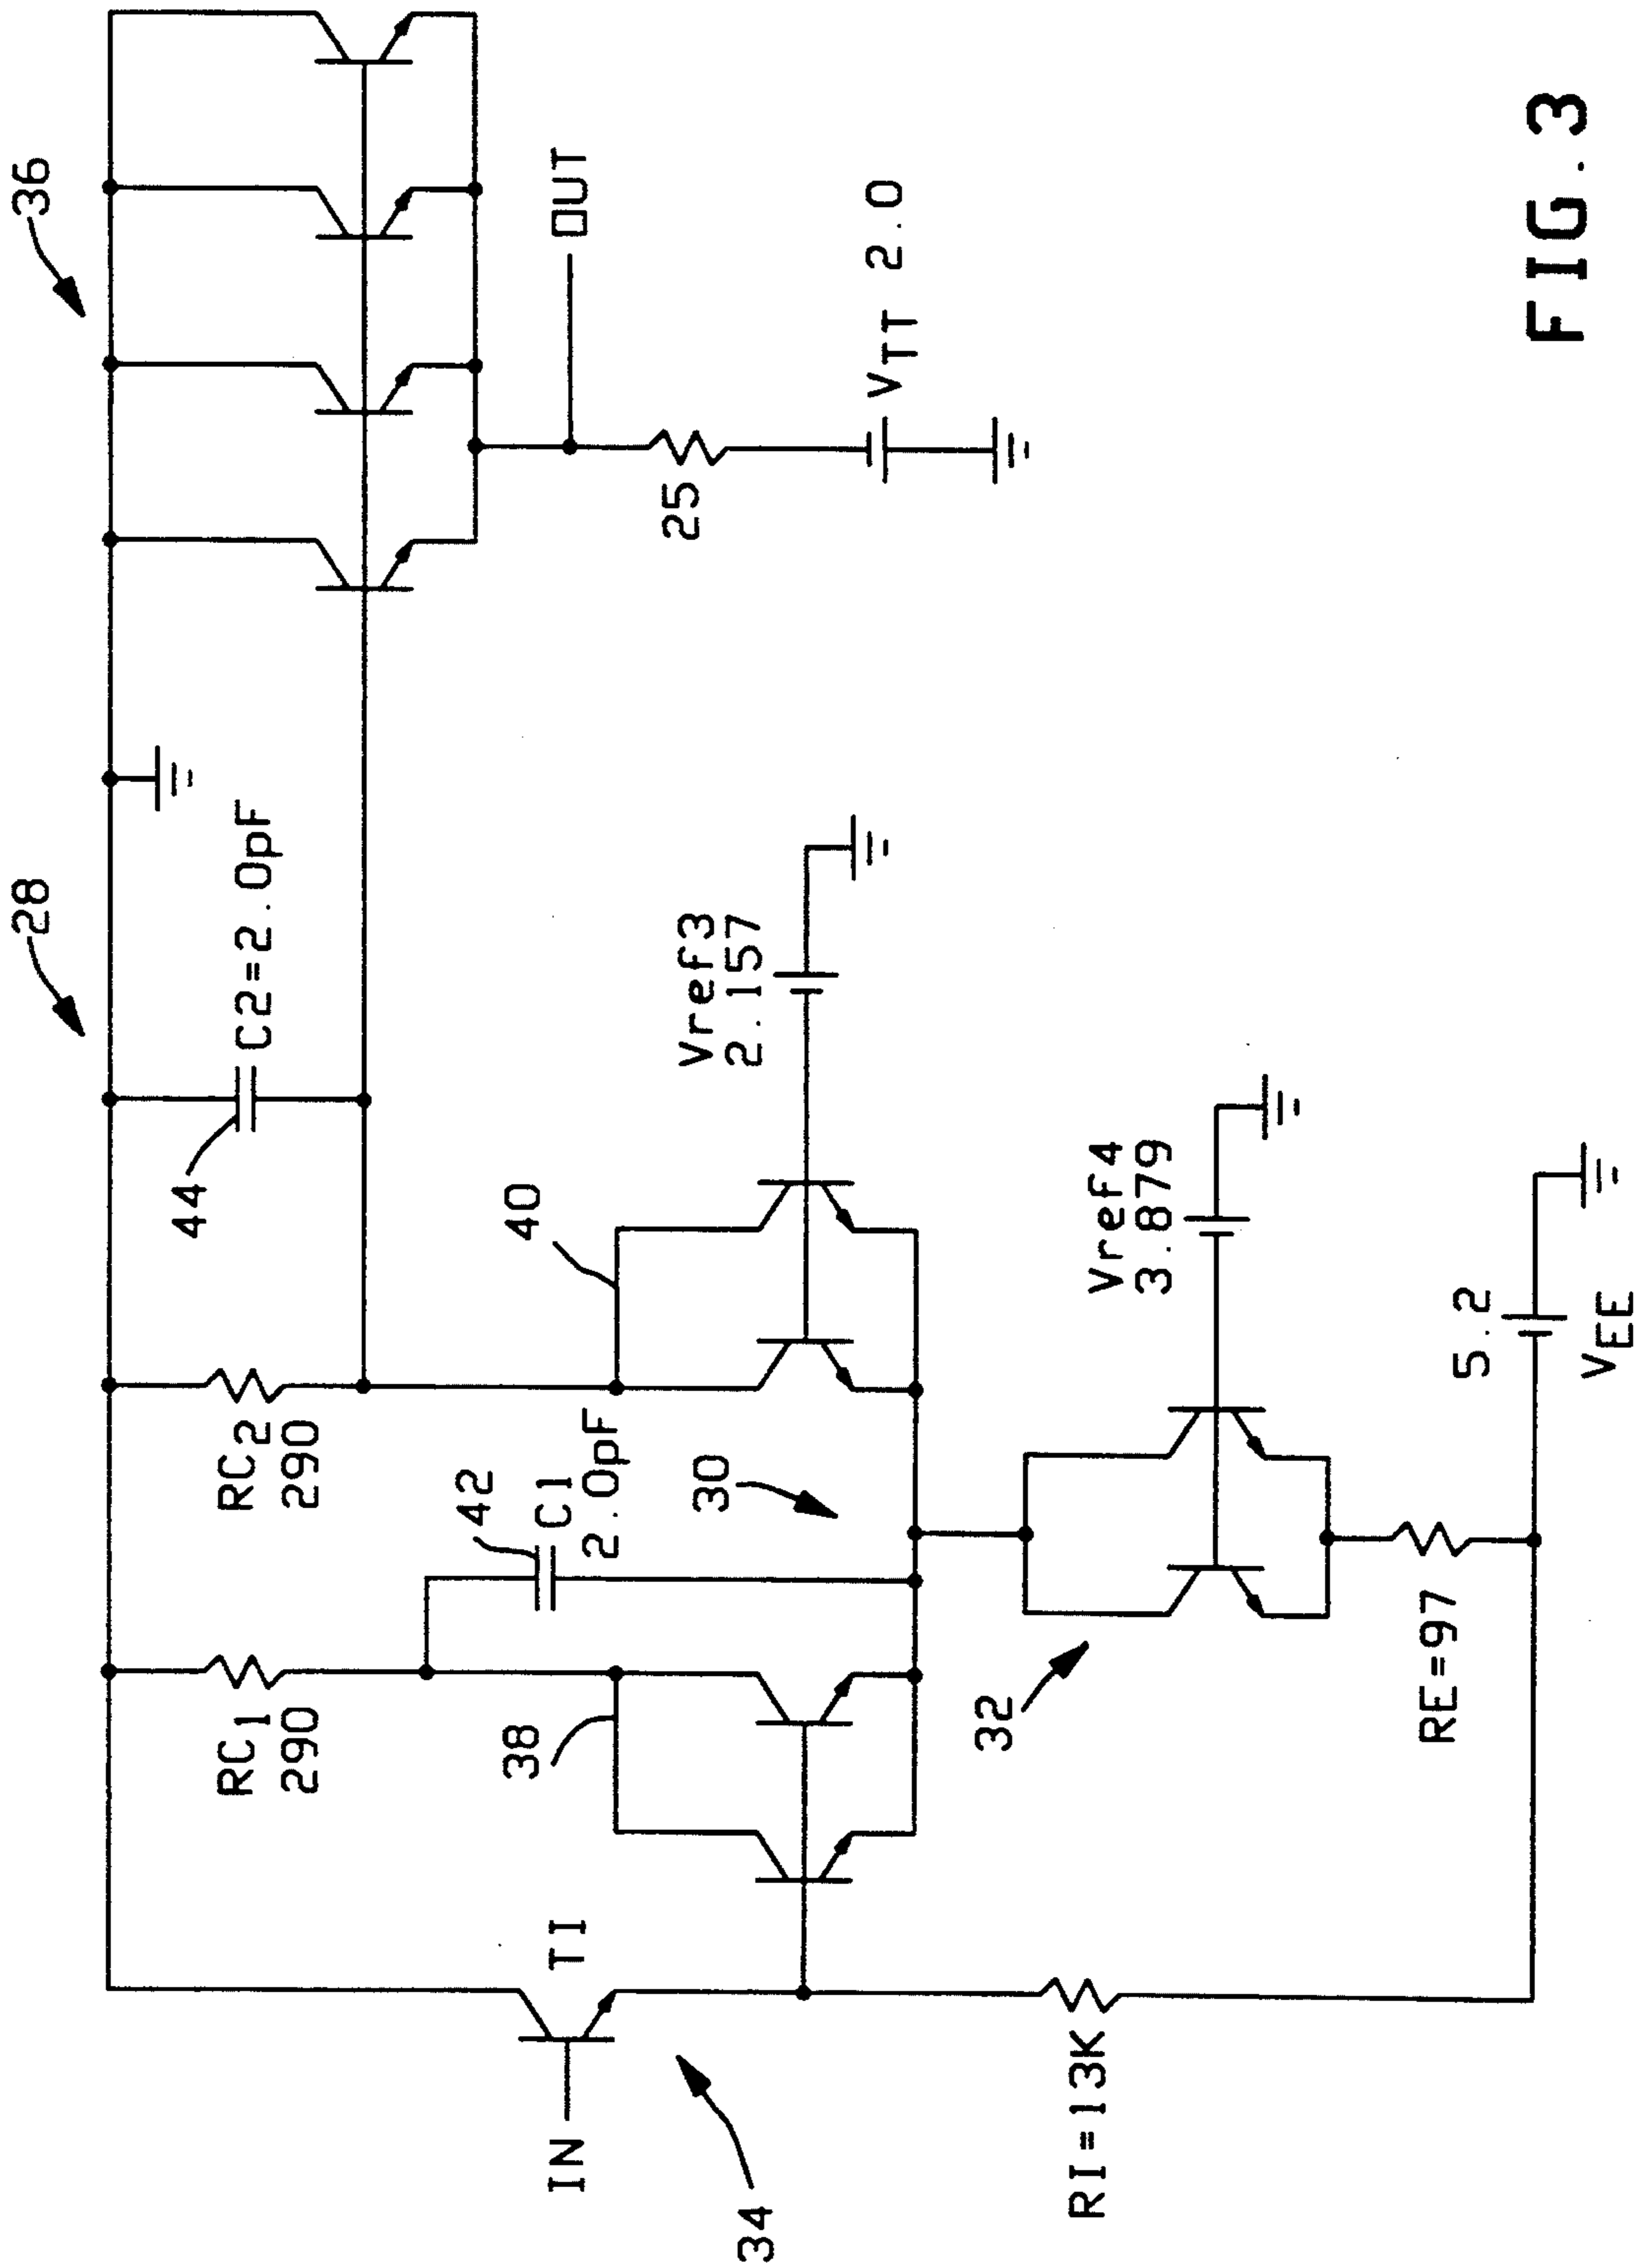 28
36
44
C2=2.0pF
RC1
290
RC2
290
42
C1
2.0pF
40
38
30
IN
TI
34
Vref3
2.157
OUT
25
VTT 2.0
32
Vref4
3.879
RI=13K
RE=97
5.2
VEE
FIG.3